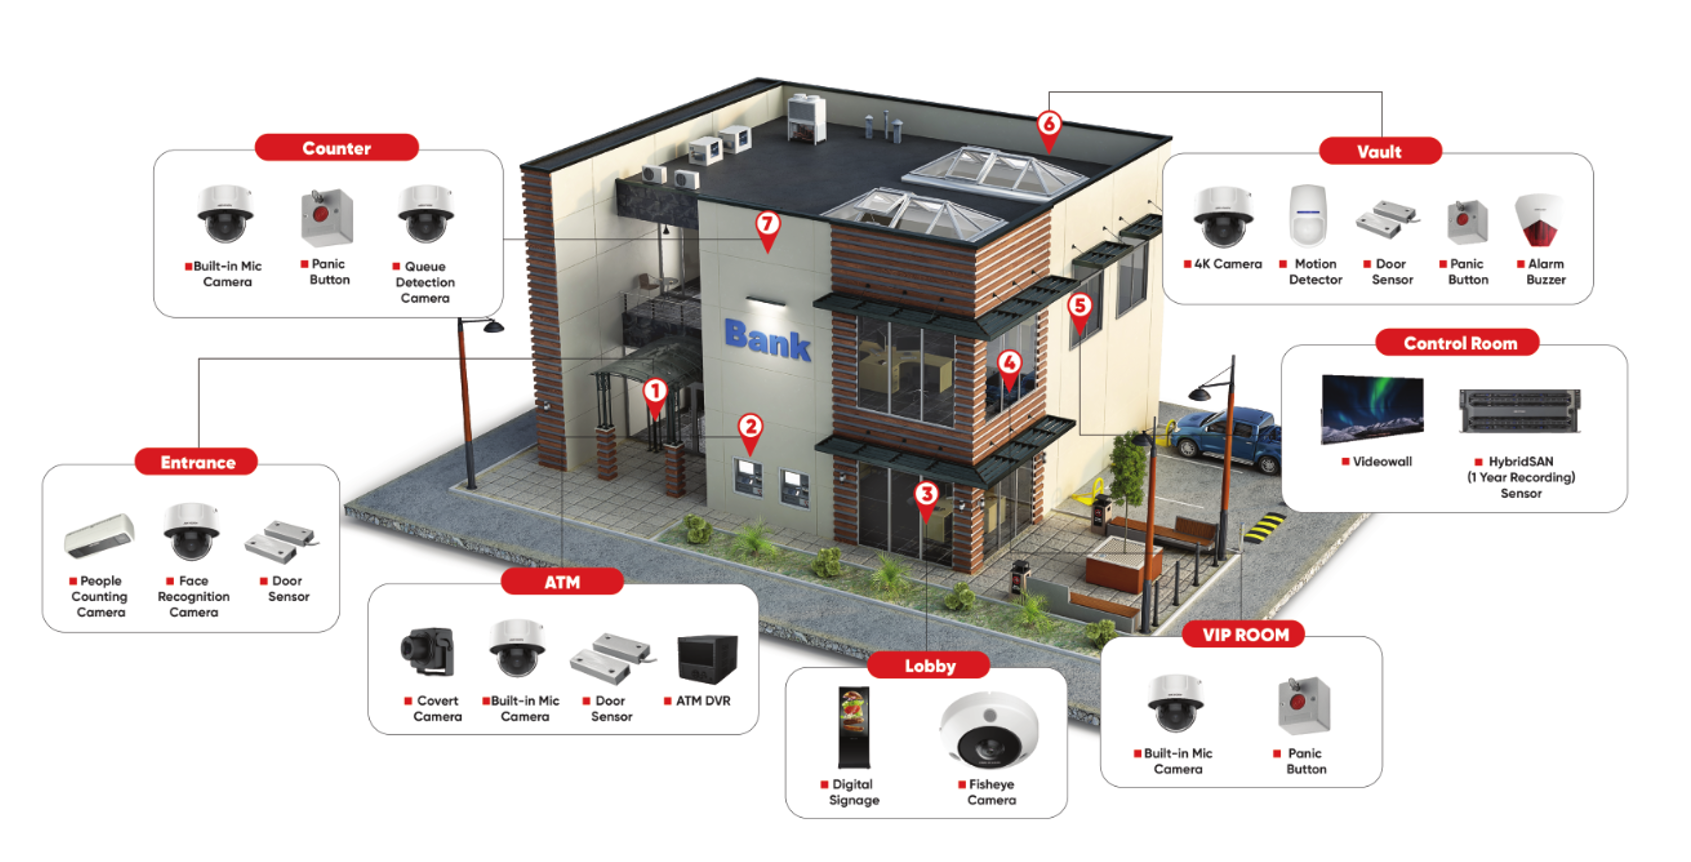 Counter
Built-in Mic
Camera
Panic
Button
Queue
Detection
Camera
6
Vault
4K Camera
Motion
Detector
Door
Sensor
Panic
Button
Alarm
Buzzer
7
Bank
5
4
1
2
3
Control Room
Videowall
HybridSAN
(1 Year Recording)
Sensor
Entrance
People
Counting
Camera
Face
Recognition
Camera
Door
Sensor
ATM
Covert
Camera
Built-in Mic
Camera
Door
Sensor
ATM DVR
Lobby
Digital
Signage
Fisheye
Camera
VIP ROOM
Built-in Mic
Camera
Panic
Button